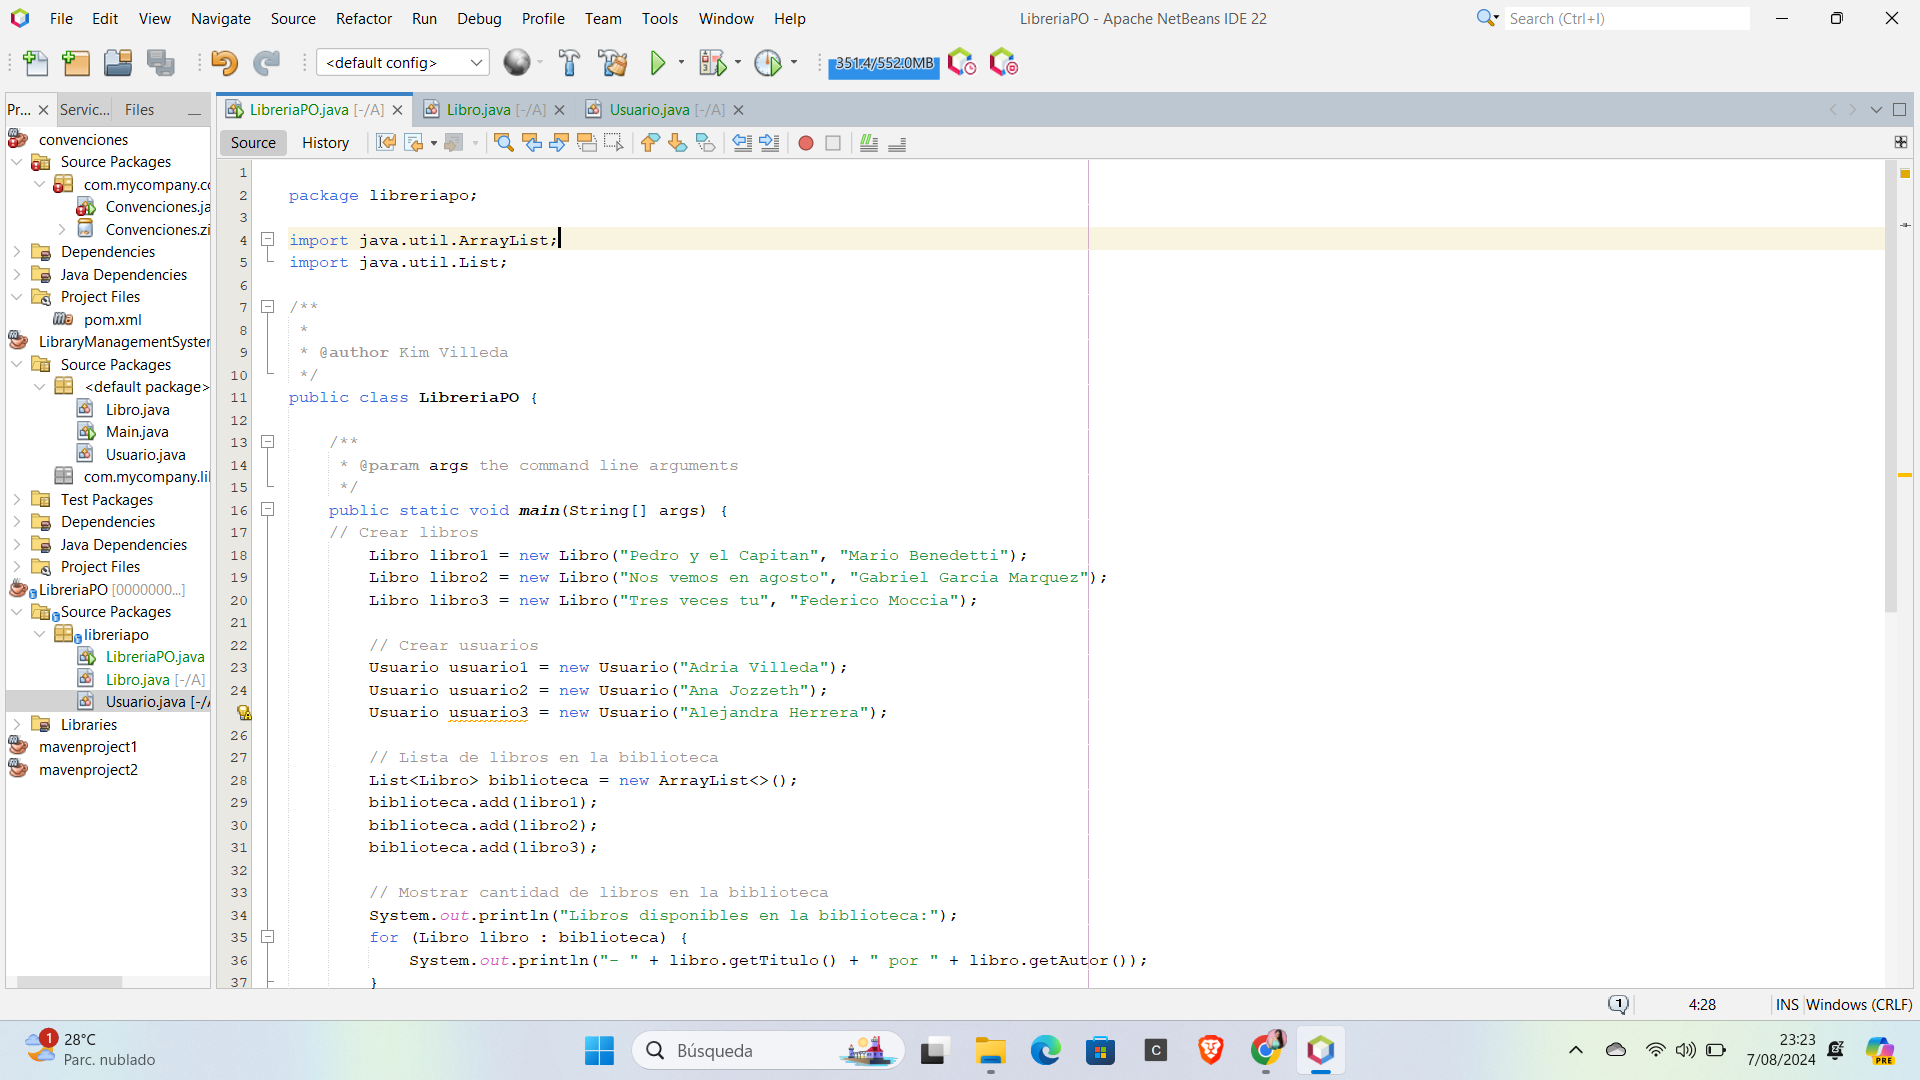 File Edit View Navigate Source Refactor Run Debug Profile Team Tools Window Help
LibreriaPO - Apache NetBeans IDE 22
Search (Ctrl+I)
<default config>
351.4/552.0MB
Pr... Servic... Files
convenciones
Source Packages
com.mycompany.co
Convenciones.ja
Convenciones.zi
Dependencies
Java Dependencies
Project Files
pom.xml
LibraryManagementSyster
Source Packages
<default package>
Libro.java
Main.java
Usuario.java
com.mycompany.lil
Test Packages
Dependencies
Java Dependencies
Project Files
LibreriaPO [0000000...]
Source Packages
libreriapo
LibreriaPO.java
Libro.java [-/A]
Usuario.java [-/A
Libraries
mavenproject1
mavenproject2
LibreriaPO.java [-/A] Libro.java [-/A] Usuario.java [-/A]
Source History
1
2 package libreriapo;
3
4 import java.util.ArrayList;
5 import java.util.List;
6
7 /**
8 *
9 * @author Kim Villeda
10 */
11 public class LibreriaPO {
12
13 /**
14 * @param args the command line arguments
15 */
16 public static void main(String[] args) {
17 // Crear libros
18 Libro libro1 = new Libro("Pedro y el Capitan", "Mario Benedetti");
19 Libro libro2 = new Libro("Nos vemos en agosto", "Gabriel Garcia Marquez");
20 Libro libro3 = new Libro("Tres veces tu", "Federico Moccia");
21
22 // Crear usuarios
23 Usuario usuario1 = new Usuario("Adria Villeda");
24 Usuario usuario2 = new Usuario("Ana Jozzeth");
Usuario usuario3 = new Usuario("Alejandra Herrera");
26
27 // Lista de libros en la biblioteca
28 List<Libro> biblioteca = new ArrayList<>();
29 biblioteca.add(libro1);
30 biblioteca.add(libro2);
31 biblioteca.add(libro3);
32
33 // Mostrar cantidad de libros en la biblioteca
34 System.out.println("Libros disponibles en la biblioteca:");
35 for (Libro libro : biblioteca) {
36 System.out.println("- " + libro.getTitulo() + " por " + libro.getAutor());
37 }
1 4:28 INS Windows (CRLF)
1
28°C
Parc. nublado
Búsqueda
C
23:23
7/08/2024
PRE